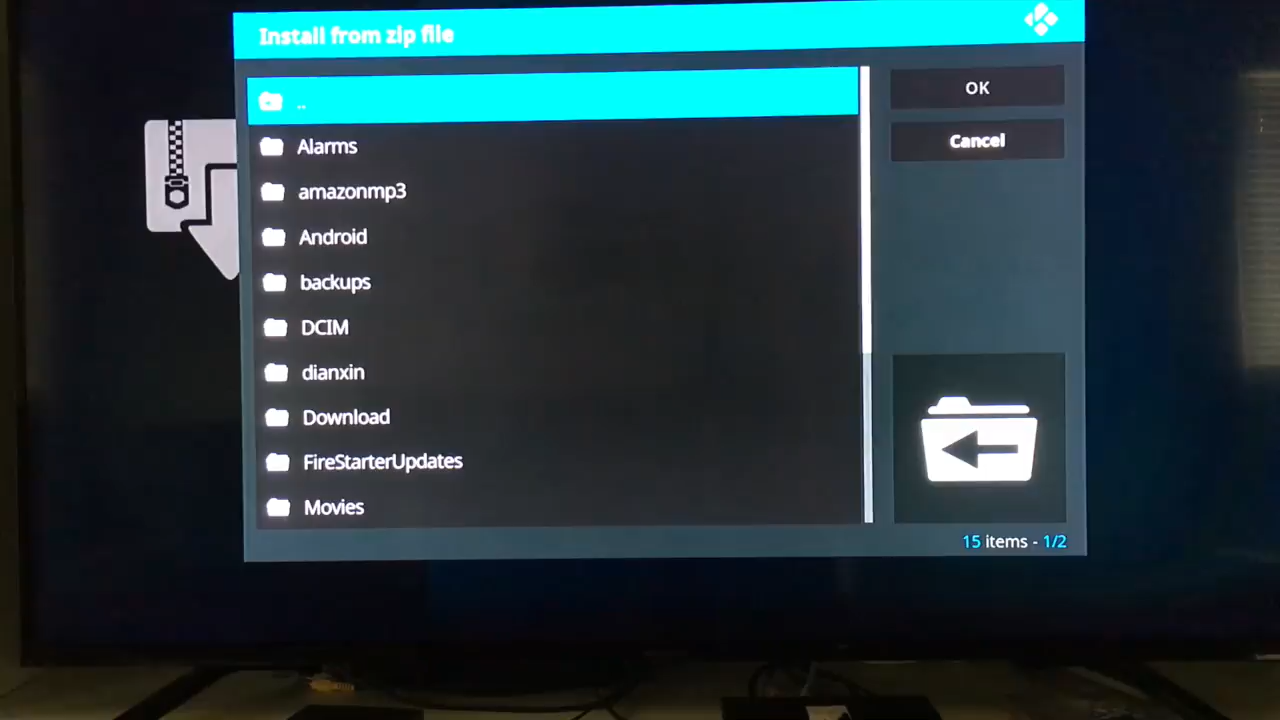 Install from zip file
..
Alarms
amazonmp3
Android
backups
DCIM
dianxin
Download
FireStarterUpdates
Movies
OK
Cancel
15 items - 1/2